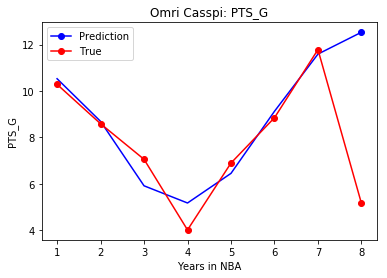 Omri Casspi: PTS_G
Prediction
True
PTS_G
12
10
8
6
4
1 2 3 4 5 6 7 8
Years in NBA